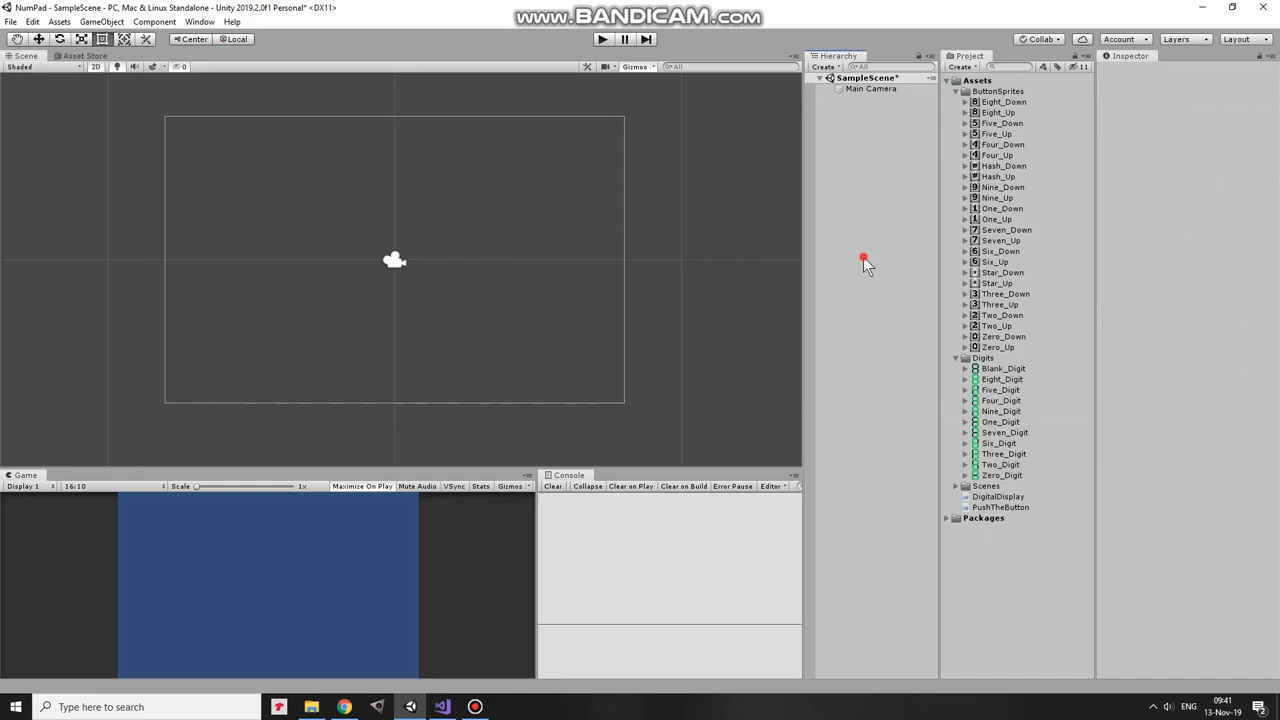 NumPad - SampleScene - PC, Mac & Linux Standalone - Unity 2019.2.0f1 Personal* <DX11>
www.BANDICAM.com
File Edit Assets GameObject Component Window Help
Center Local Collab Account Layers Layout
Scene Asset Store Hierarchy Project Inspector
Shaded 2D 0 Gizmos All Create All Create 11
SampleScene* Assets
Main Camera ButtonSprites
Eight_Down
Eight_Up
Five_Down
Five_Up
Four_Down
Four_Up
Hash_Down
Hash_Up
Nine_Down
Nine_Up
One_Down
One_Up
Seven_Down
Seven_Up
Six_Down
Six_Up
Star_Down
Star_Up
Three_Down
Three_Up
Two_Down
Two_Up
Zero_Down
Zero_Up
Digits
Blank_Digit
Eight_Digit
Five_Digit
Four_Digit
Nine_Digit
One_Digit
Seven_Digit
Six_Digit
Three_Digit
Two_Digit
Zero_Digit
Scenes
DigitalDisplay
PushTheButton
Packages
Game Console
Display 1 16:10 Scale 1x Maximize On Play Mute Audio VSync Stats Gizmos Clear Collapse Clear on Play Clear on Build Error Pause Editor
Type here to search ENG 09:41
13-Nov-19 2